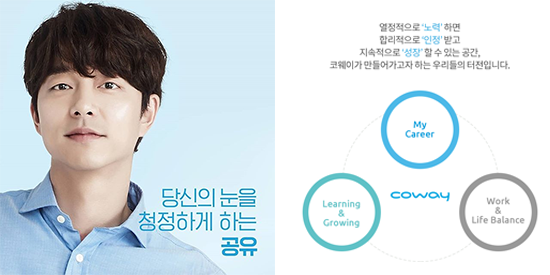 당신의 눈을
청정하게 하는
공유
열정적으로 ‘노력’ 하면
합리적으로 ‘인정’ 받고
지속적으로 ‘성장’ 할 수 있는 공간,
코웨이가 만들어가고자 하는 우리들의 터전입니다.
My
Career
coway
Learning
&
Growing
Work
&
Life Balance